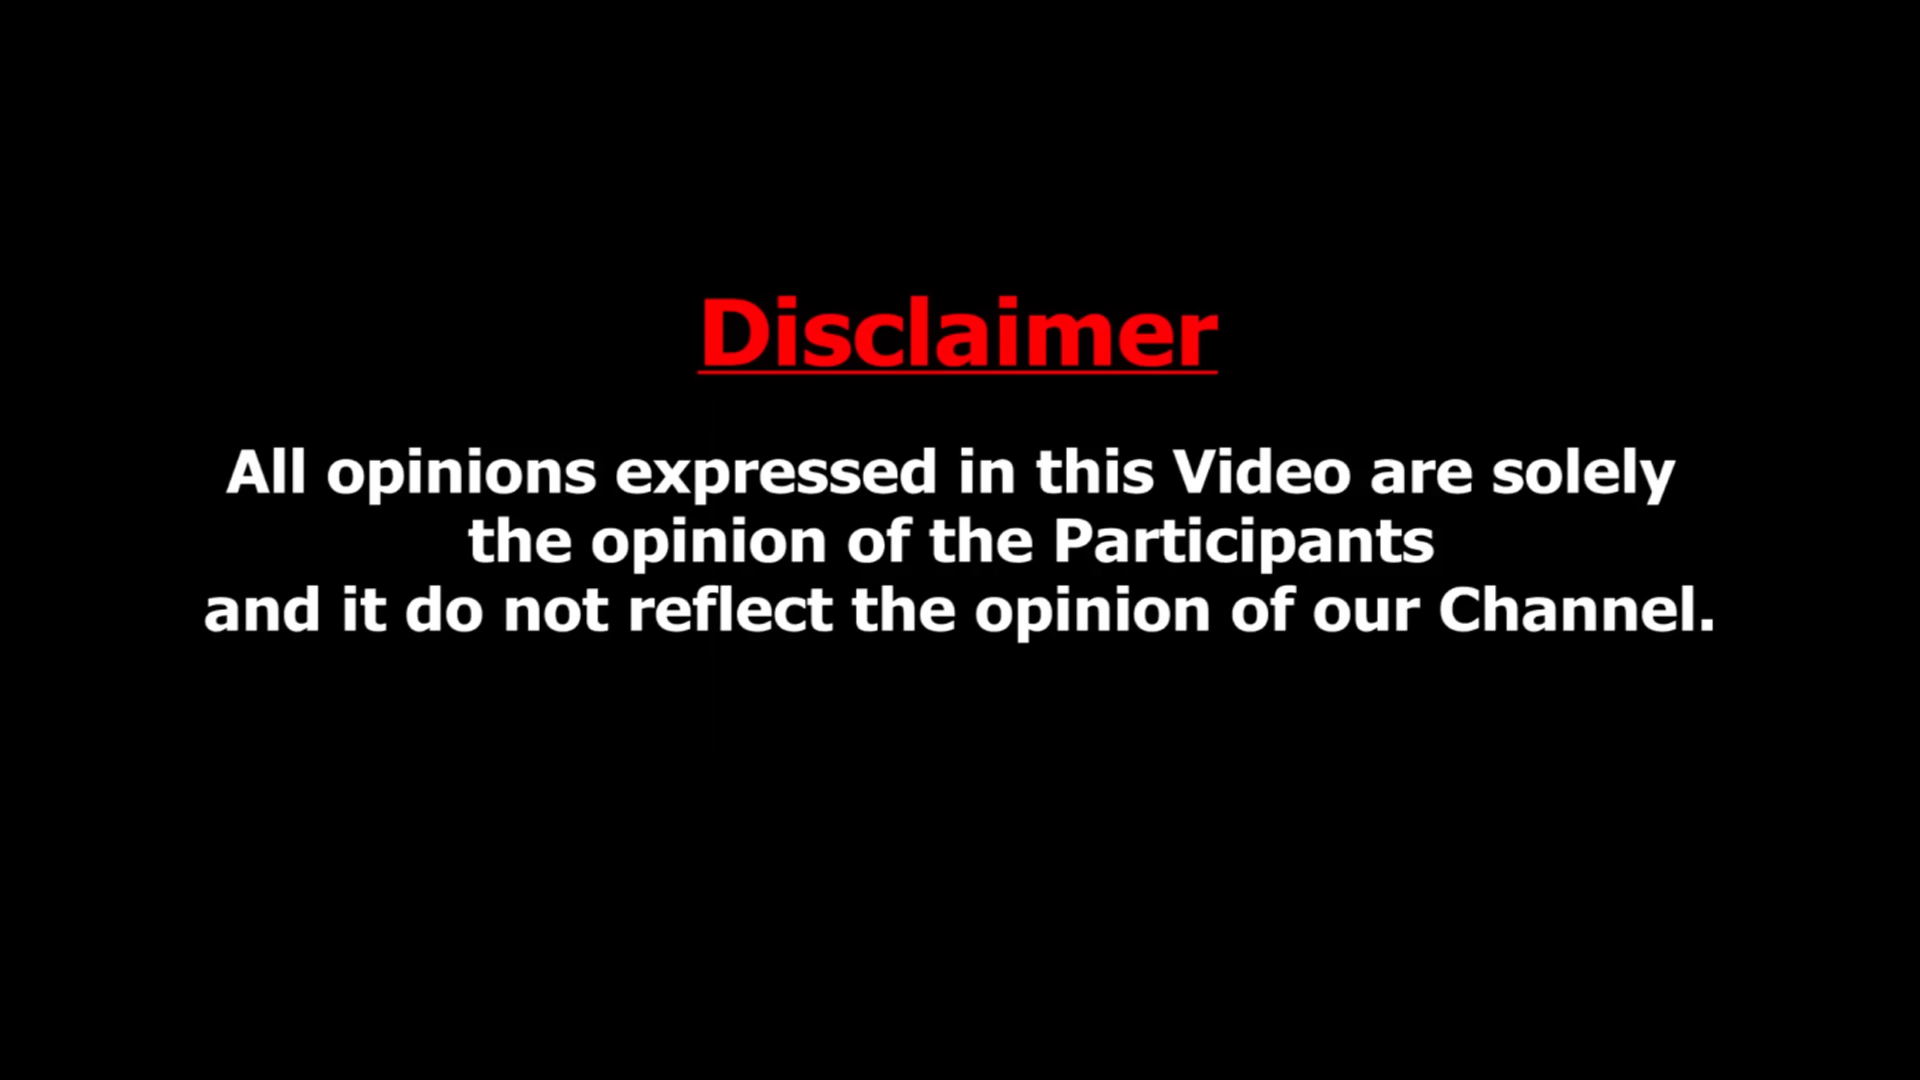 Disclaimer
All opinions expressed in this Video are solely
the opinion of the Participants
and it do not reflect the opinion of our Channel.